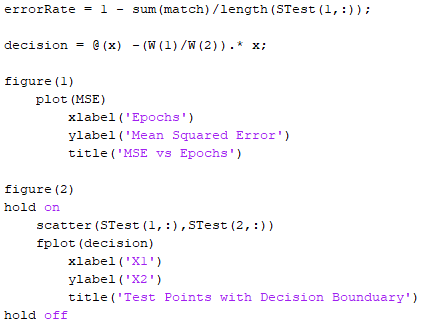 errorRate = 1 - sum(match)/length(STest(1,:));
decision = @(x) -(W(1)/W(2)).* x;
figure(1)
plot(MSE)
xlabel('Epochs')
ylabel('Mean Squared Error')
title('MSE vs Epochs')
figure(2)
hold on
scatter(STest(1,:),STest(2,:))
fplot(decision)
xlabel('X1')
ylabel('X2')
title('Test Points with Decision Bounduary')
hold off